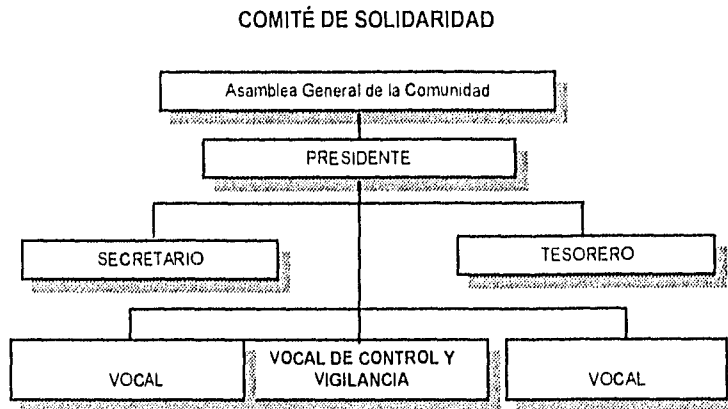 COMITÉ DE SOLIDARIDAD
Asamblea General de la Comunidad
PRESIDENTE
SECRETARIO
TESORERO
VOCAL
VOCAL DE CONTROL Y
VIGILANCIA
VOCAL